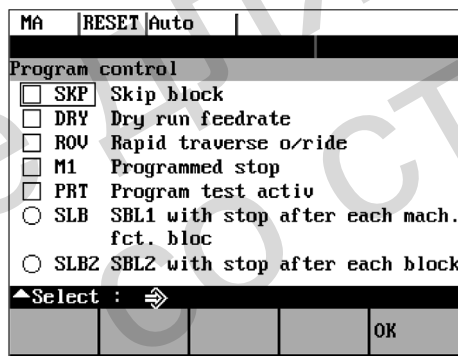 MA RESET Auto
Program control
SKP Skip block
DRY Dry run feedrate
ROV Rapid traverse o/ride
M1 Programmed stop
PRT Program test activ
SLB SBL1 with stop after each mach.
fct. bloc
SLB2 SBL2 with stop after each block
Select :
OK